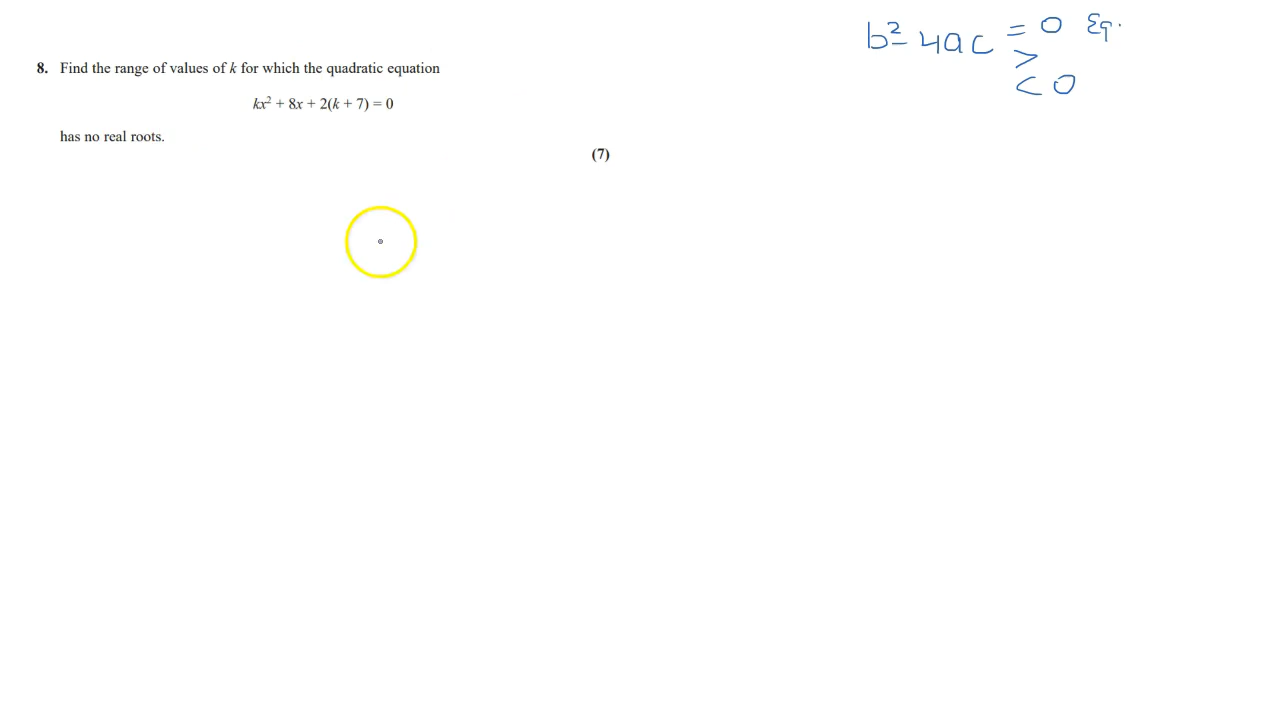 8. Find the range of values of k for which the quadratic equation
kx² + 8x + 2(k + 7) = 0
has no real roots.
(7)
b² - 4ac = 0 Eq.
>
< 0